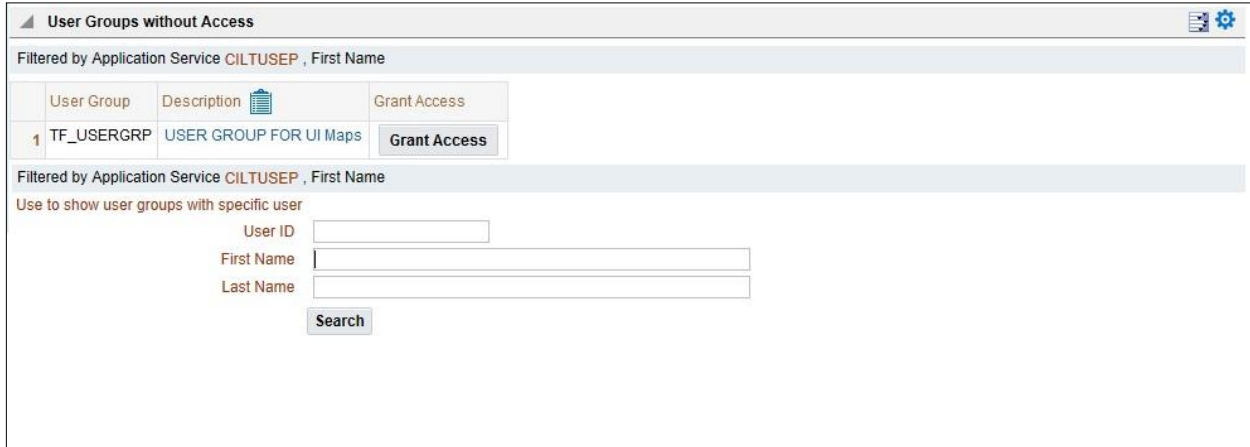 User Groups without Access
Filtered by Application Service CILTUSEP , First Name
User Group Description Grant Access
1 TF_USERGRP USER GROUP FOR UI Maps Grant Access
Filtered by Application Service CILTUSEP , First Name
Use to show user groups with specific user
User ID
First Name
Last Name
Search